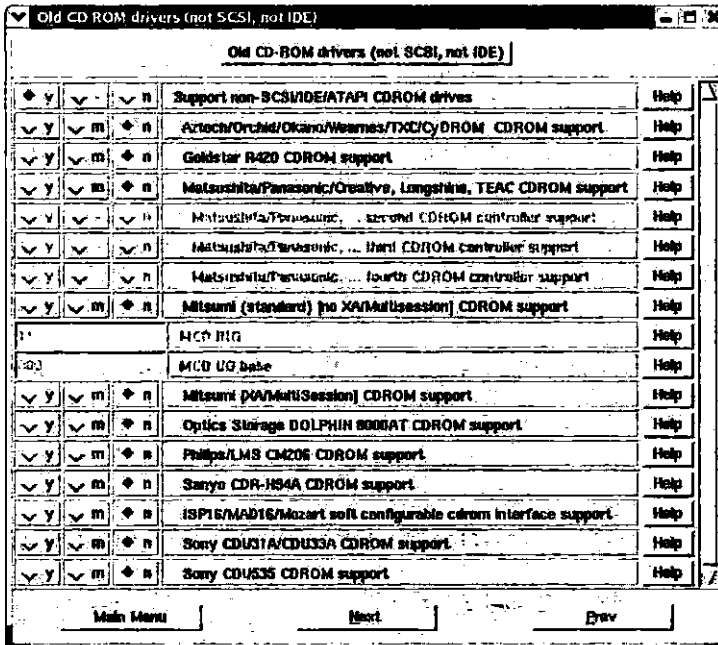 Old CD ROM drivers (not SCSI, not IDE)
Old CD-ROM drivers (not SCSI, not IDE)
y - n Support non-SCSI/IDE/ATAPI CDROM drives Help
y m n Aztech/Orchid/Okano/Wearnes/TXC/CyDROM CDROM support Help
y m n Goldstar R420 CDROM support Help
y m n Matsushita/Panasonic/Creative, Longshine, TEAC CDROM support Help
y - n Matsushita/Panasonic, ... second CDROM controller support Help
y n Matsushita/Panasonic, ... third CDROM controller support Help
y n Matsushita/Panasonic, ... fourth CDROM controller support Help
y m n Mitsumi (standard) [no XA/Multisession] CDROM support Help
11 MCD IRQ Help
300 MCD I/O base Help
y m n Mitsumi [XA/MultiSession] CDROM support Help
y m n Optics Storage DOLPHIN 8000AT CDROM support Help
y m n Philips/LMS CM206 CDROM support Help
y m n Sanyo CDR-H94A CDROM support Help
y m n ISP16/MAD16/Mozart soft configurable cdrom interface support Help
y m n Sony CDU31A/CDU33A CDROM support Help
y m n Sony CDU535 CDROM support Help
Main Menu Next Prev